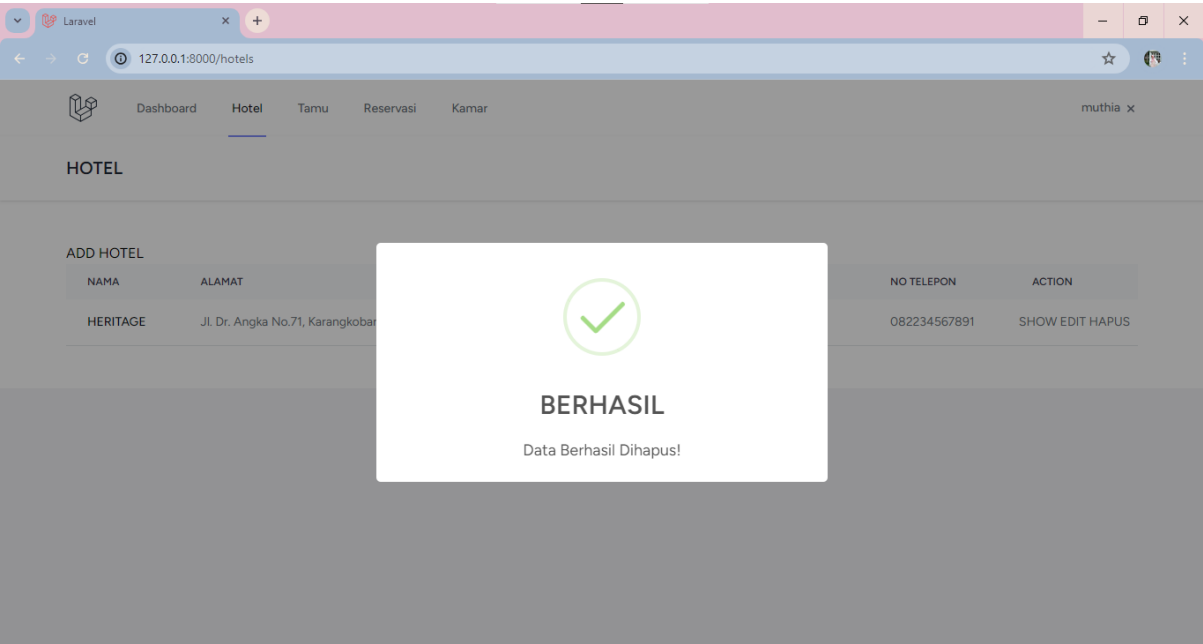 Laravel
127.0.0.1:8000/hotels
Dashboard Hotel Tamu Reservasi Kamar muthia
HOTEL
ADD HOTEL
NAMA ALAMAT NO TELEPON ACTION
HERITAGE Jl. Dr. Angka No.71, Karangkobar 082234567891 SHOW EDIT HAPUS
BERHASIL
Data Berhasil Dihapus!